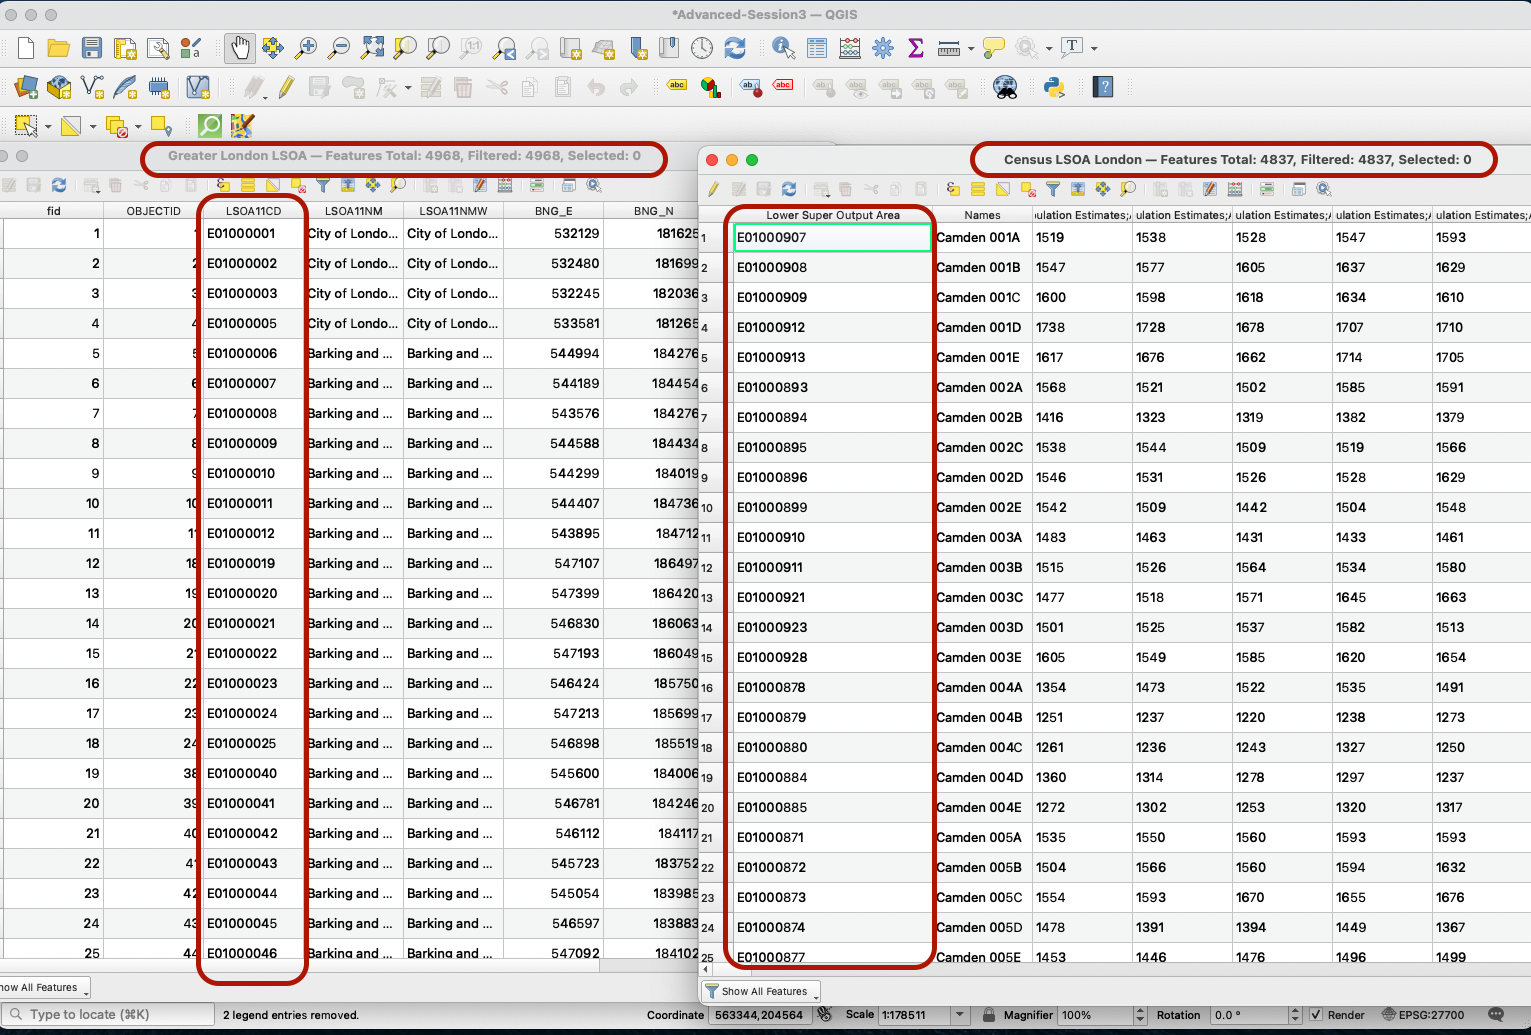 *Advanced-Session3 — QGIS
Greater London LSOA — Features Total: 4968, Filtered: 4968, Selected: 0
fid OBJECTID LSOA11CD LSOA11NM LSOA11NMW BNG_E BNG_N
1 1 E01000001 City of Londo... City of Londo... 532129 181625
2 2 E01000002 City of Londo... City of Londo... 532480 181699
3 3 E01000003 City of Londo... City of Londo... 532245 182036
4 4 E01000005 City of Londo... City of Londo... 533581 181265
5 5 E01000006 Barking and ... Barking and ... 544994 184276
6 6 E01000007 Barking and ... Barking and ... 544189 184454
7 7 E01000008 Barking and ... Barking and ... 543576 184276
8 8 E01000009 Barking and ... Barking and ... 544588 184434
9 9 E01000010 Barking and ... Barking and ... 544299 184019
10 10 E01000011 Barking and ... Barking and ... 544407 184736
11 11 E01000012 Barking and ... Barking and ... 543895 184712
12 18 E01000019 Barking and ... Barking and ... 547107 186497
13 19 E01000020 Barking and ... Barking and ... 547399 186420
14 20 E01000021 Barking and ... Barking and ... 546830 186063
15 21 E01000022 Barking and ... Barking and ... 547193 186049
16 22 E01000023 Barking and ... Barking and ... 546424 185750
17 23 E01000024 Barking and ... Barking and ... 547213 185699
18 24 E01000025 Barking and ... Barking and ... 546898 185519
19 38 E01000040 Barking and ... Barking and ... 545600 184006
20 39 E01000041 Barking and ... Barking and ... 546781 184246
21 40 E01000042 Barking and ... Barking and ... 546112 184117
22 41 E01000043 Barking and ... Barking and ... 545723 183752
23 42 E01000044 Barking and ... Barking and ... 545054 183985
24 43 E01000045 Barking and ... Barking and ... 546597 183883
25 44 E01000046 Barking and ... Barking and ... 547092 184102
ow All Features
Census LSOA London — Features Total: 4837, Filtered: 4837, Selected: 0
Lower Super Output Area Names ulation Estimates;/ ulation Estimates;/ ulation Estimates;/ ulation Estimates;/ ulation Estimates;/
1 E01000907 Camden 001A 1519 1538 1528 1547 1593
2 E01000908 Camden 001B 1547 1577 1605 1637 1629
3 E01000909 Camden 001C 1600 1598 1618 1634 1610
4 E01000912 Camden 001D 1738 1728 1678 1707 1710
5 E01000913 Camden 001E 1617 1676 1662 1714 1705
6 E01000893 Camden 002A 1568 1521 1502 1585 1591
7 E01000894 Camden 002B 1416 1323 1319 1382 1379
8 E01000895 Camden 002C 1538 1544 1509 1519 1566
9 E01000896 Camden 002D 1546 1531 1526 1528 1629
10 E01000899 Camden 002E 1542 1509 1442 1504 1548
11 E01000910 Camden 003A 1483 1463 1431 1433 1461
12 E01000911 Camden 003B 1515 1526 1564 1534 1580
13 E01000921 Camden 003C 1477 1518 1571 1645 1663
14 E01000923 Camden 003D 1501 1525 1537 1582 1513
15 E01000928 Camden 003E 1605 1549 1585 1620 1654
16 E01000878 Camden 004A 1354 1473 1522 1535 1491
17 E01000879 Camden 004B 1251 1237 1220 1238 1273
18 E01000880 Camden 004C 1261 1236 1243 1327 1250
19 E01000884 Camden 004D 1360 1314 1278 1297 1237
20 E01000885 Camden 004E 1272 1302 1253 1320 1317
21 E01000871 Camden 005A 1535 1550 1560 1593 1593
22 E01000872 Camden 005B 1504 1566 1560 1594 1632
23 E01000873 Camden 005C 1554 1593 1670 1655 1676
24 E01000874 Camden 005D 1478 1391 1394 1449 1367
25 E01000877 Camden 005E 1453 1446 1476 1496 1499
Show All Features
Type to locate (⌘K) 2 legend entries removed. Coordinate 563344,204564 Scale 1:178511 Magnifier 100% Rotation 0.0 ° Render EPSG:27700